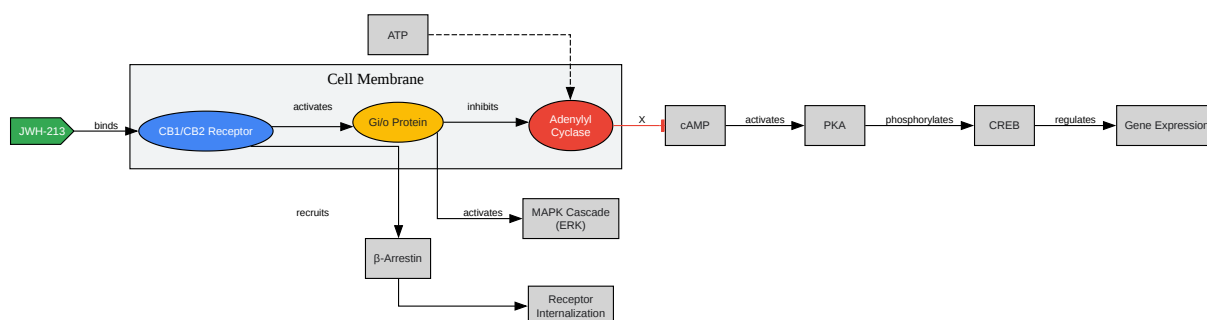 ATP
Cell Membrane
JWH-213
binds
CB1/CB2 Receptor
activates
Gi/o Protein
inhibits
Adenylyl
Cyclase
X
cAMP
activates
PKA
phosphorylates
CREB
regulates
Gene Expression
recruits
activates
MAPK Cascade
(ERK)
β-Arrestin
Receptor
Internalization